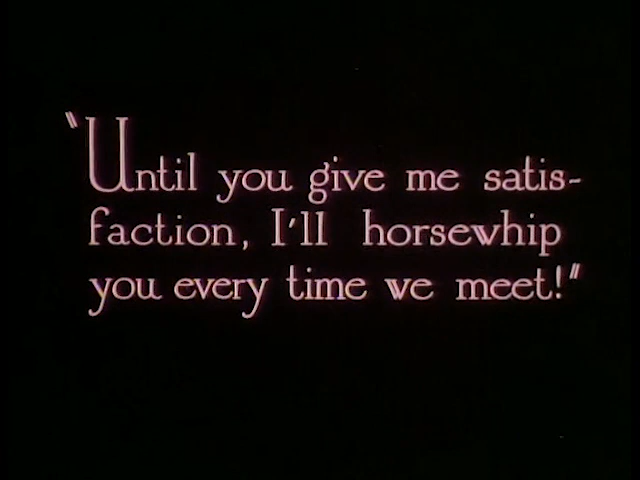 "Until you give me satis-
faction, I'll horsewhip
you every time we meet!"